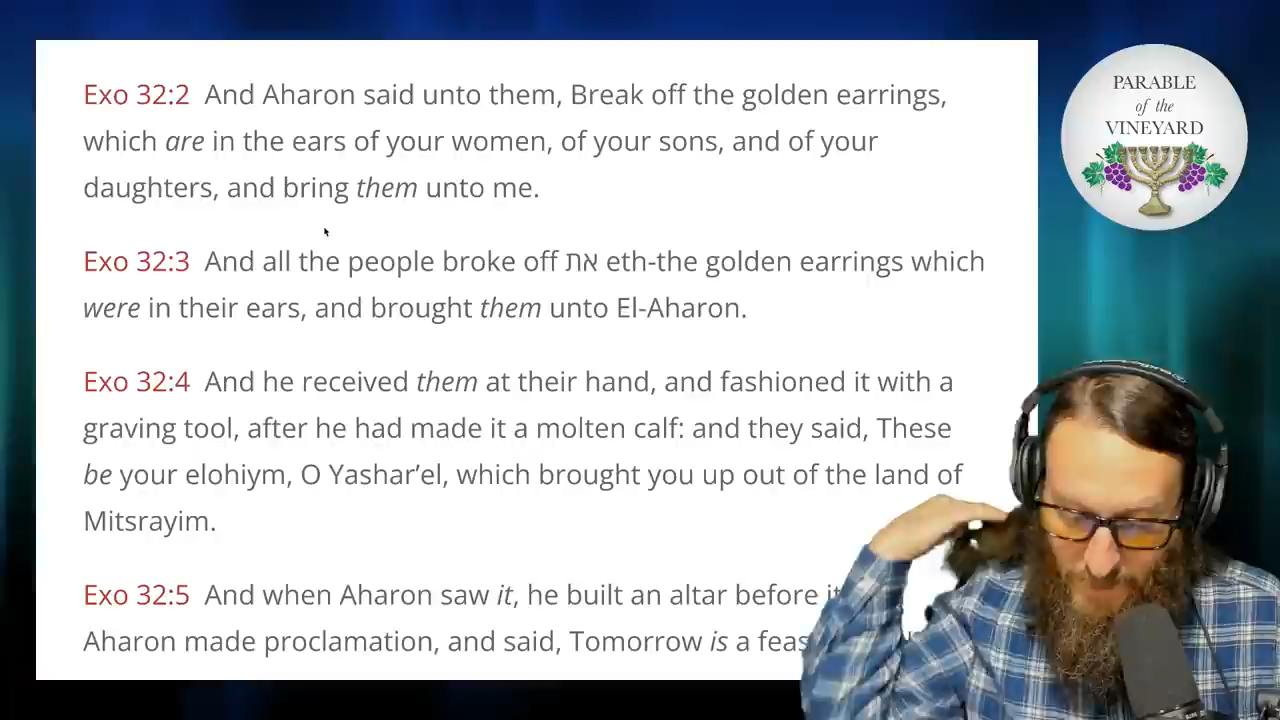 Exo 32:2 And Aharon said unto them, Break off the golden earrings,
which are in the ears of your women, of your sons, and of your
daughters, and bring them unto me.
Exo 32:3 And all the people broke off את eth-the golden earrings which
were in their ears, and brought them unto El-Aharon.
Exo 32:4 And he received them at their hand, and fashioned it with a
graving tool, after he had made it a molten calf: and they said, These
be your elohiym, O Yashar’el, which brought you up out of the land of
Mitsrayim.
Exo 32:5 And when Aharon saw it, he built an altar before it
Aharon made proclamation, and said, Tomorrow is a feas
PARABLE
of the
VINEYARD